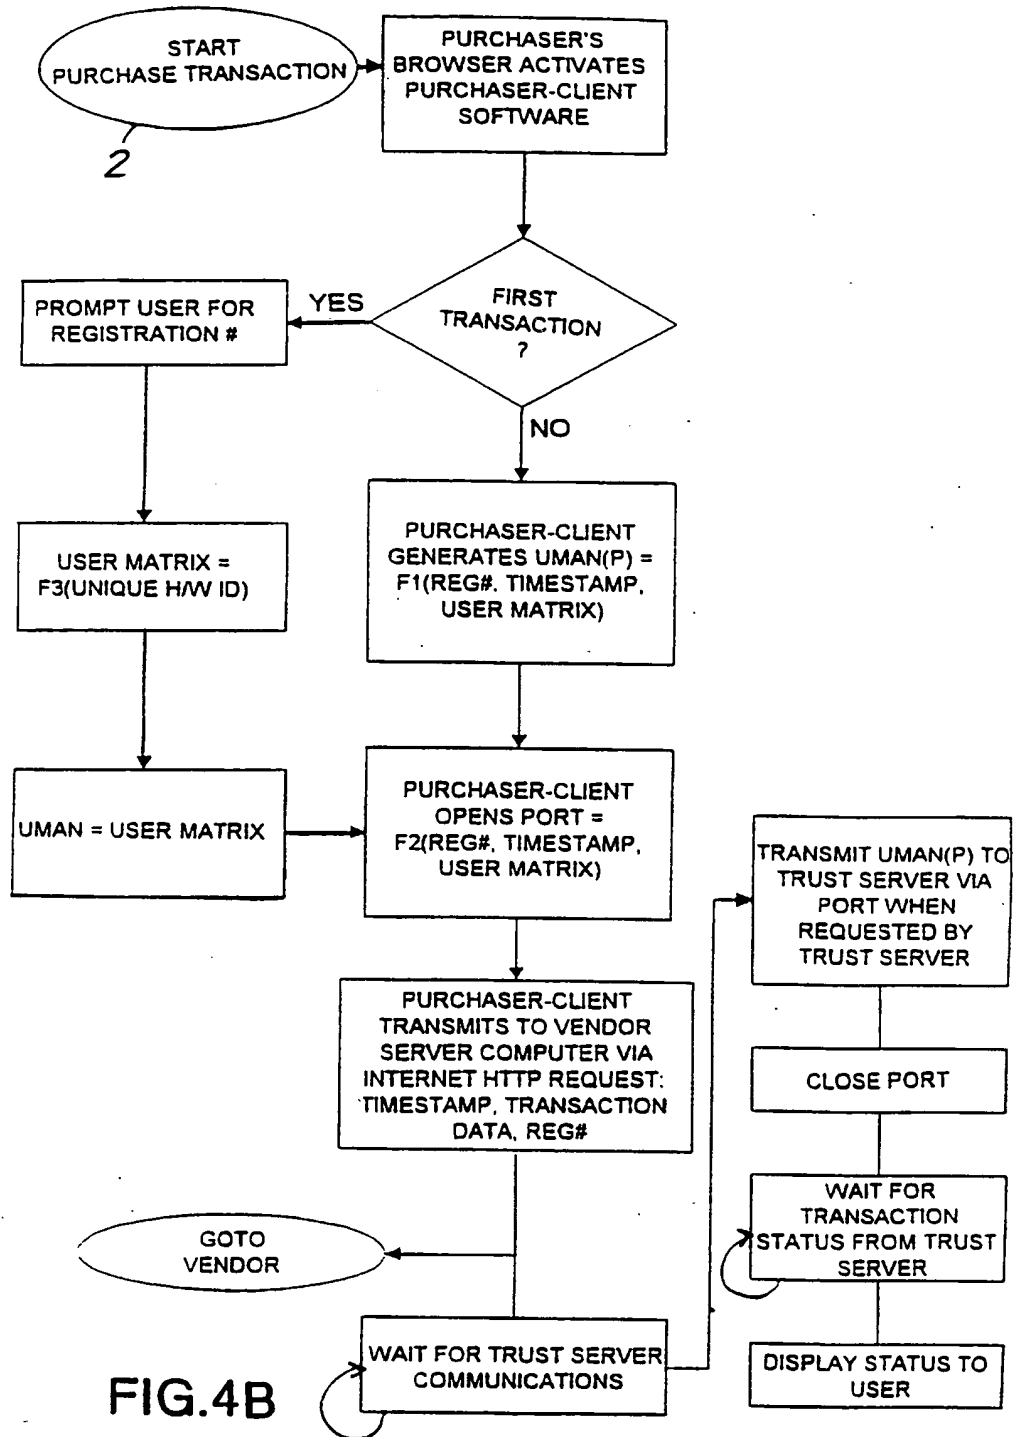 START
PURCHASE TRANSACTION
2
PURCHASER'S
BROWSER ACTIVATES
PURCHASER-CLIENT
SOFTWARE
FIRST
TRANSACTION
?
YES
NO
PROMPT USER FOR
REGISTRATION #
USER MATRIX =
F3(UNIQUE H/W ID)
UMAN = USER MATRIX
PURCHASER-CLIENT
GENERATES UMAN(P) =
F1(REG#. TIMESTAMP,
USER MATRIX)
PURCHASER-CLIENT
OPENS PORT =
F2(REG#, TIMESTAMP,
USER MATRIX)
PURCHASER-CLIENT
TRANSMITS TO VENDOR
SERVER COMPUTER VIA
INTERNET HTTP REQUEST:
TIMESTAMP, TRANSACTION
DATA, REG#
GOTO
VENDOR
WAIT FOR TRUST SERVER
COMMUNICATIONS
TRANSMIT UMAN(P) TO
TRUST SERVER VIA
PORT WHEN
REQUESTED BY
TRUST SERVER
CLOSE PORT
WAIT FOR
TRANSACTION
STATUS FROM TRUST
SERVER
DISPLAY STATUS TO
USER
FIG.4B